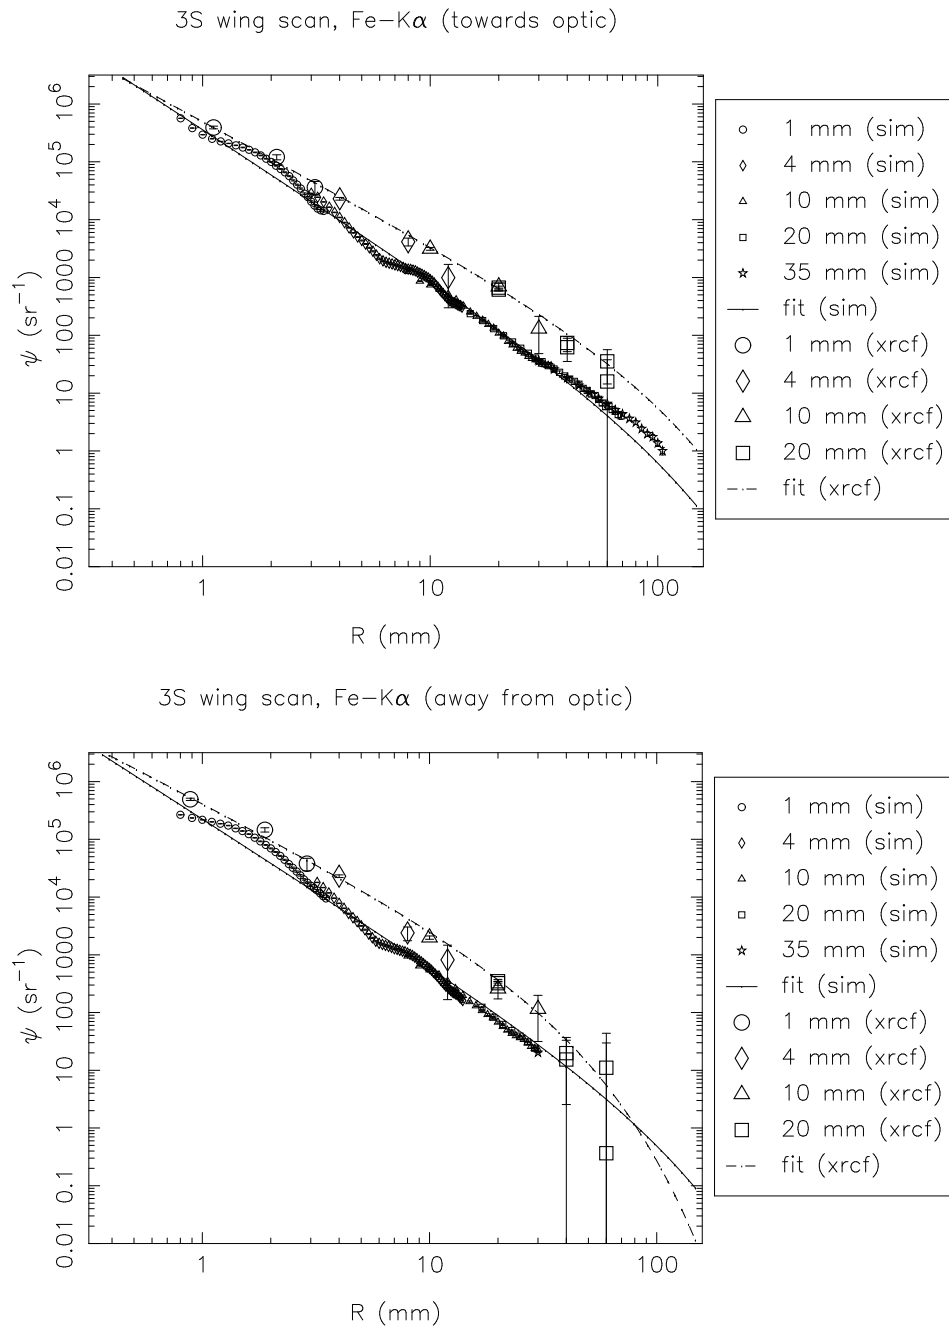 3S wing scan, Fe−Kα (towards optic)
10⁶
10⁵
10⁴
1000
100
10
1
0.1
0.01
ψ (sr⁻¹)
1 10 100
R (mm)
1 mm (sim)
4 mm (sim)
10 mm (sim)
20 mm (sim)
35 mm (sim)
fit (sim)
1 mm (xrcf)
4 mm (xrcf)
10 mm (xrcf)
20 mm (xrcf)
fit (xrcf)
3S wing scan, Fe−Kα (away from optic)
10⁶
10⁵
10⁴
1000
100
10
1
0.1
0.01
ψ (sr⁻¹)
1 10 100
R (mm)
1 mm (sim)
4 mm (sim)
10 mm (sim)
20 mm (sim)
35 mm (sim)
fit (sim)
1 mm (xrcf)
4 mm (xrcf)
10 mm (xrcf)
20 mm (xrcf)
fit (xrcf)